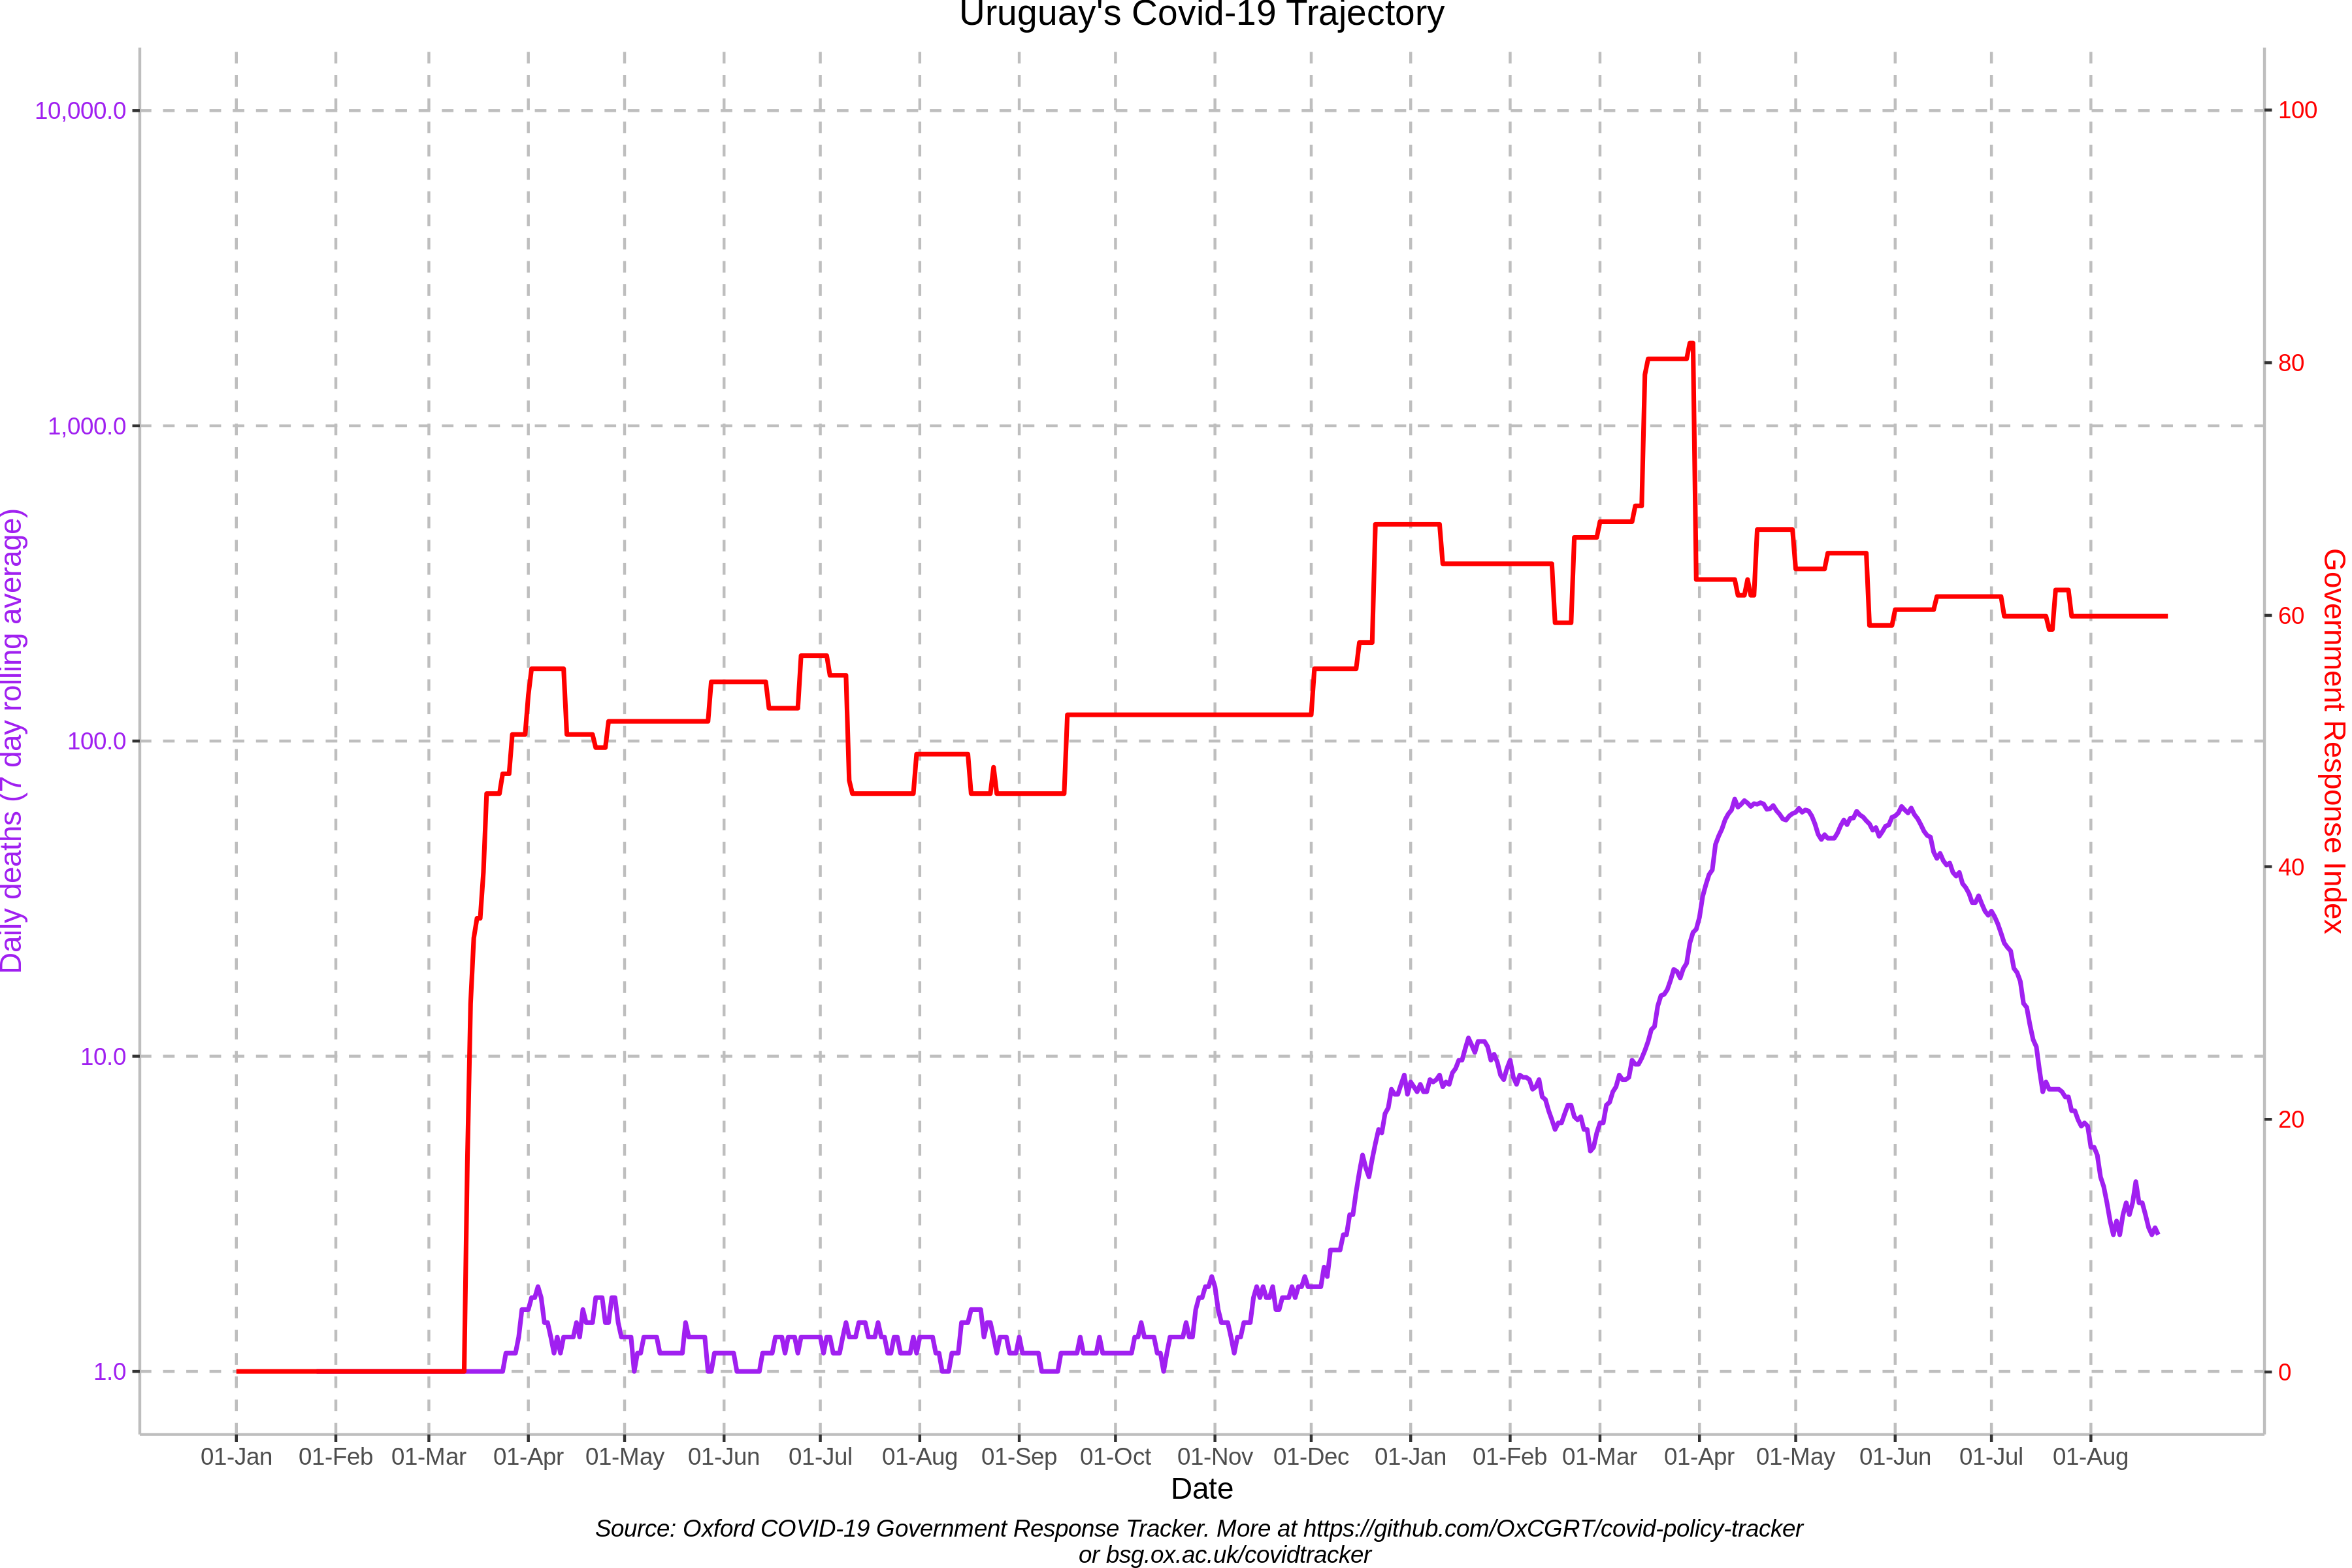 Uruguay's Covid-19 Trajectory
10,000.0
1,000.0
100.0
10.0
1.0
Daily deaths (7 day rolling average)
100
80
60
40
20
0
Government Response Index
01-Jan 01-Feb 01-Mar 01-Apr 01-May 01-Jun 01-Jul 01-Aug 01-Sep 01-Oct 01-Nov 01-Dec 01-Jan 01-Feb 01-Mar 01-Apr 01-May 01-Jun 01-Jul 01-Aug
Date
Source: Oxford COVID-19 Government Response Tracker. More at https://github.com/OxCGRT/covid-policy-tracker
or bsg.ox.ac.uk/covidtracker